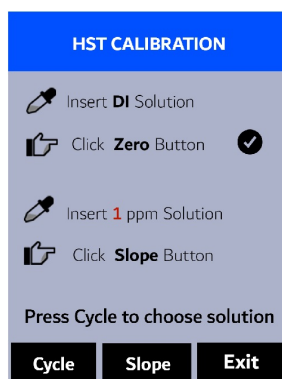 HST CALIBRATION
Insert DI Solution
Click Zero Button
Insert 1 ppm Solution
Click Slope Button
Press Cycle to choose solution
Cycle Slope Exit